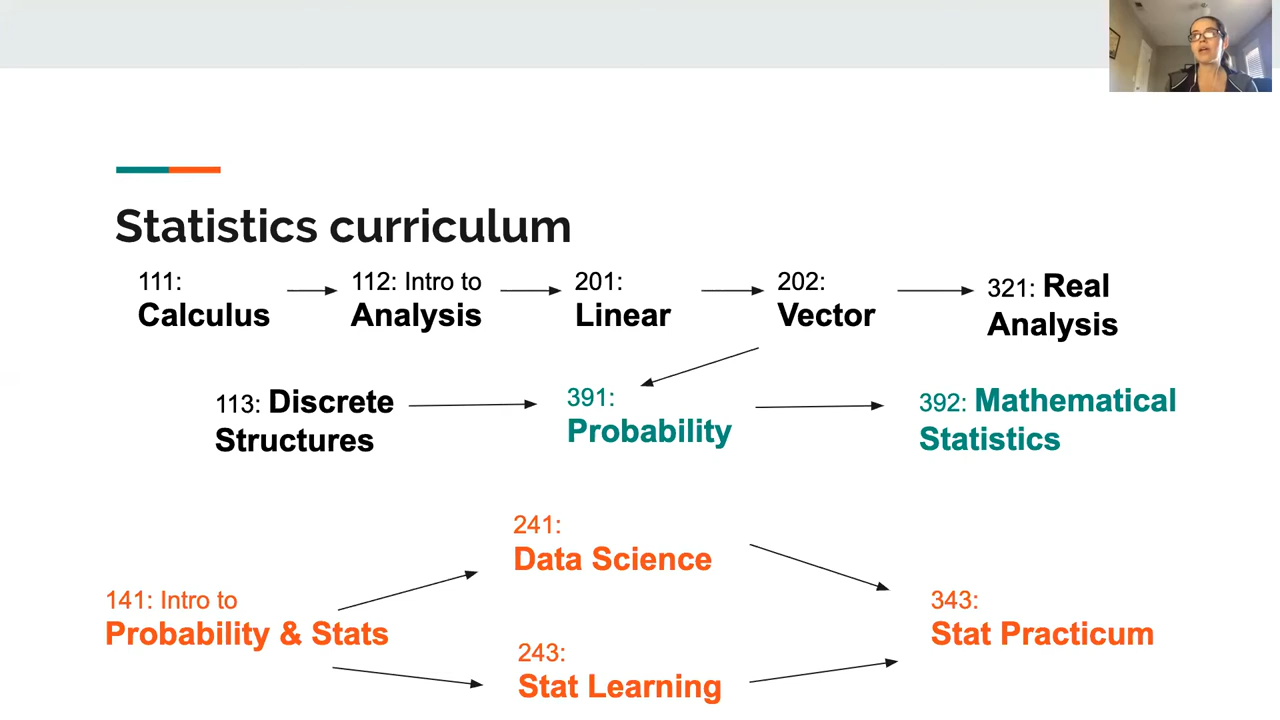 Statistics curriculum
111:
Calculus
112: Intro to
Analysis
201:
Linear
202:
Vector
321: Real
Analysis
113: Discrete
Structures
391:
Probability
392: Mathematical
Statistics
241:
Data Science
141: Intro to
Probability & Stats
243:
Stat Learning
343:
Stat Practicum